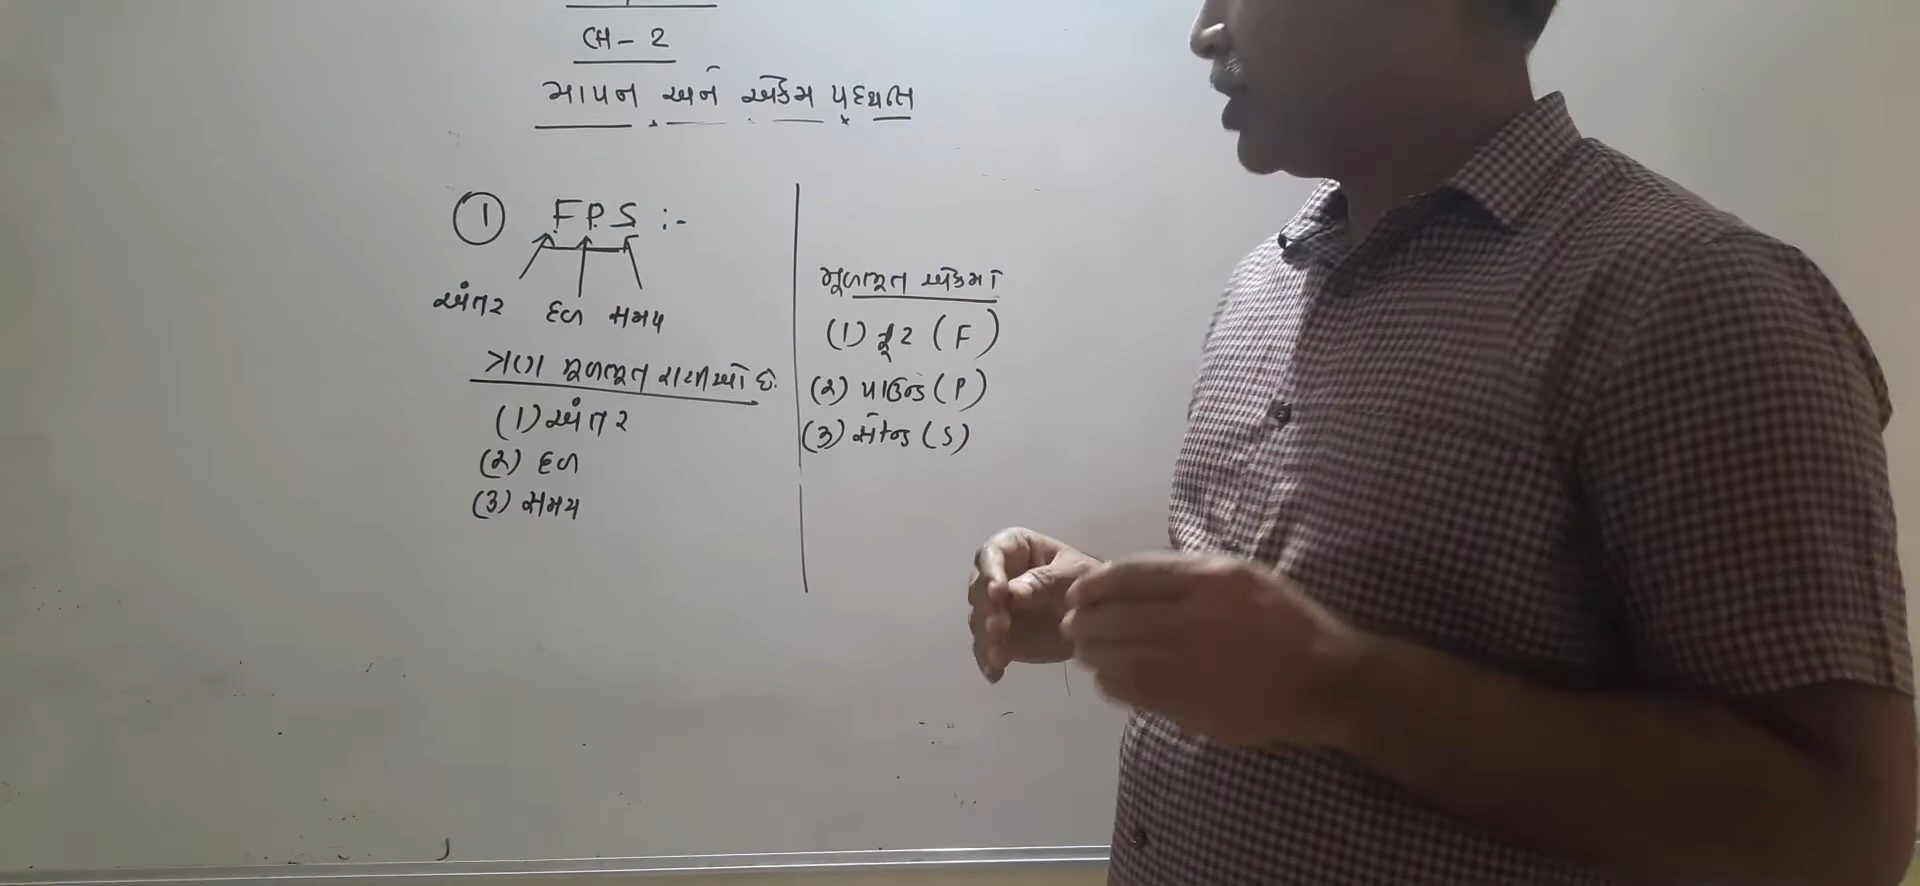 CH - 2
માપન અને એકમ પદ્ધતિ
① F.P.S :-
અંતર દળ સમય
ત્રણ મૂળભૂત રાશીઓ છે.
(1) અંતર
(2) દળ
(3) સમય
મૂળભૂત એકમો
(1) ફૂટ (F)
(2) પાઉન્ડ (P)
(3) સેકન્ડ (S)